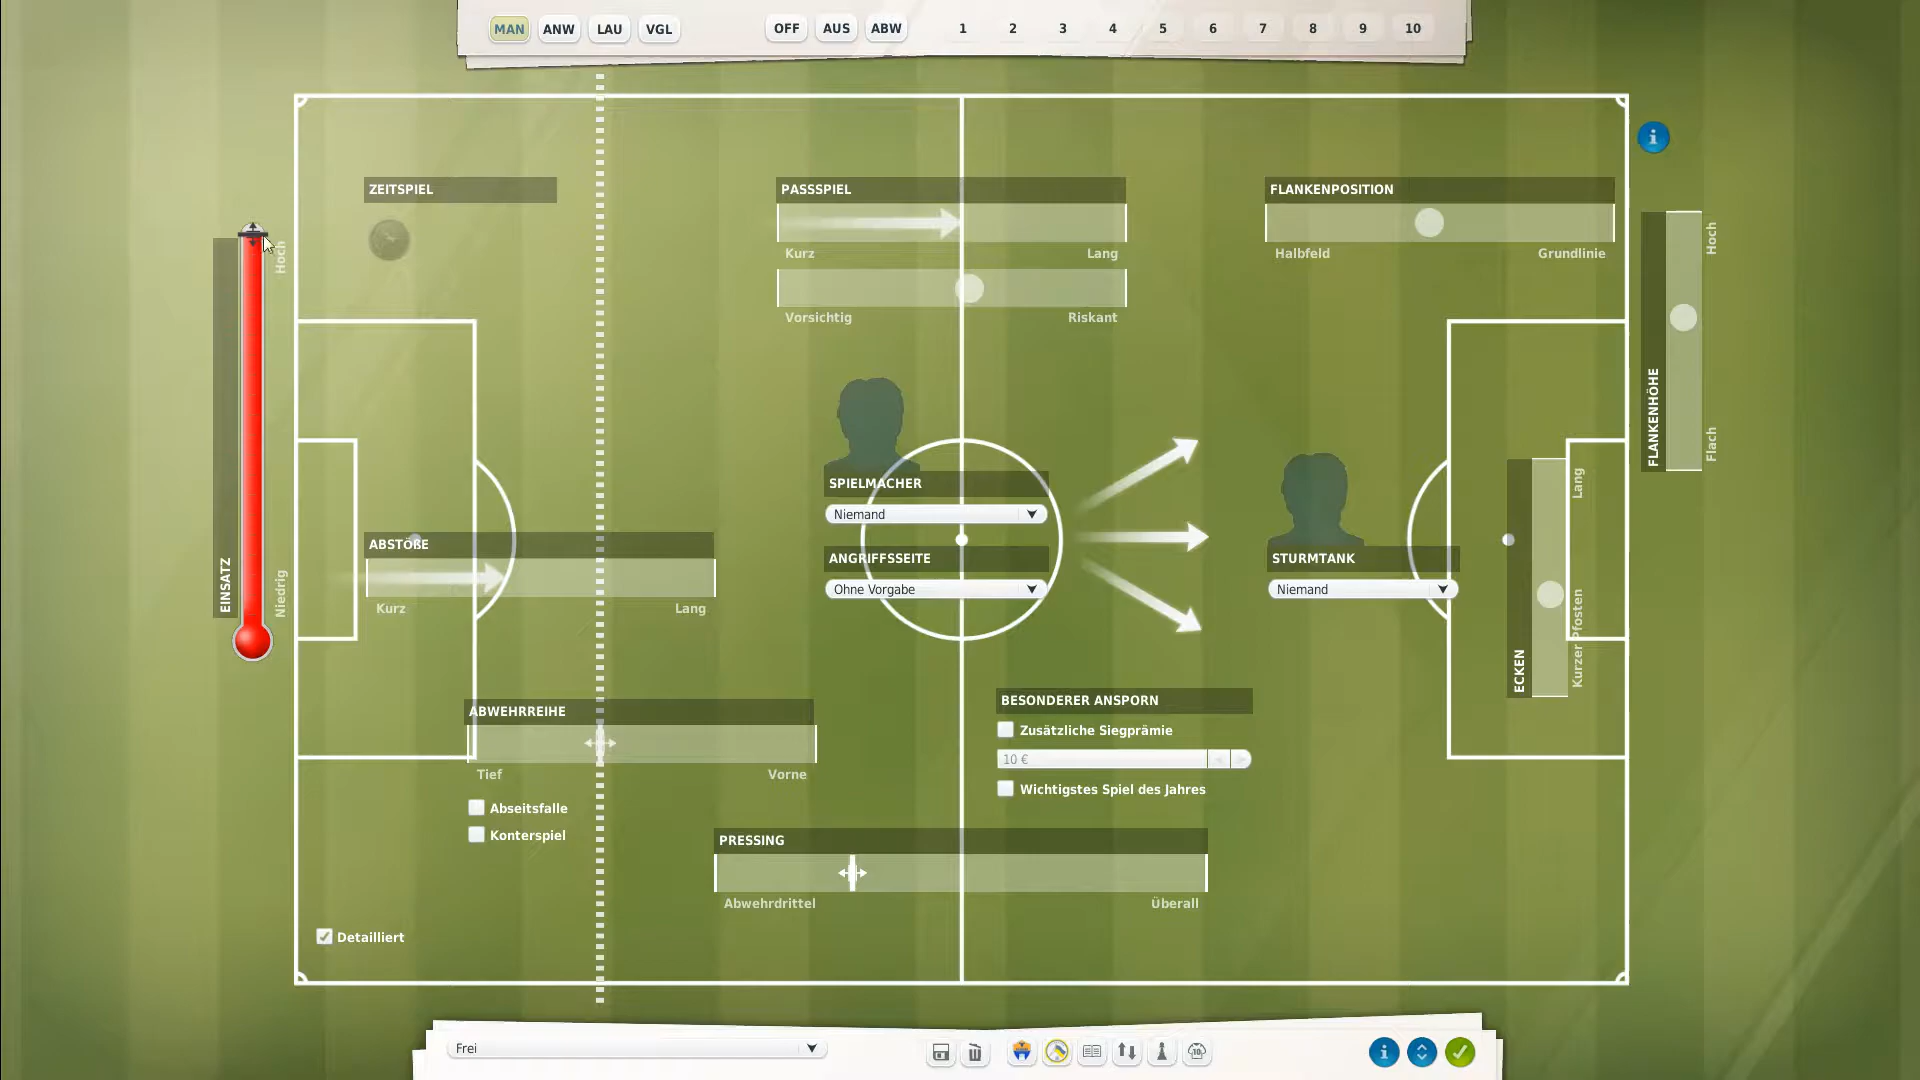 MAN ANW LAU VGL OFF AUS ABW 1 2 3 4 5 6 7 8 9 10
ZEITSPIEL
PASSSPIEL
Kurz Lang
Vorsichtig Riskant
FLANKENPOSITION
Halbfeld Grundlinie
EINSATZ
Hoch
Niedrig
FLANKENHÖHE
Hoch
Flach
SPIELMACHER
Niemand
ANGRIFFSSEITE
Ohne Vorgabe
STURMTANK
Niemand
ABSTÖßE
Kurz Lang
ECKEN
Lang
Kurzer Pfosten
ABWEHRREIHE
Tief Vorne
Abseitsfalle
Konterspiel
BESONDERER ANSPORN
Zusätzliche Siegprämie
10 €
Wichtigstes Spiel des Jahres
PRESSING
Abwehrdrittel Überall
Detailliert
Frei
10